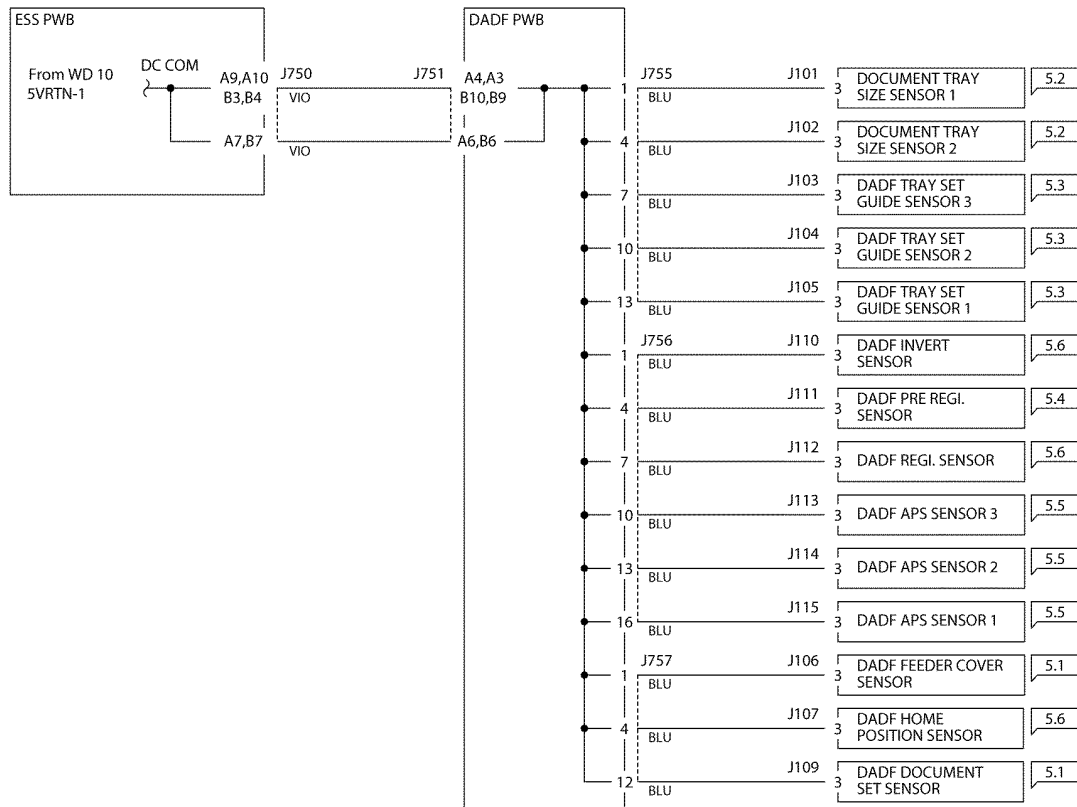 ESS PWB
DADF PWB
From WD 10
5VRTN-1
DC COM
A9,A10
B3,B4
J750
VIO
J751
A4,A3
B10,B9
A7,B7
VIO
A6,B6
1
J755
BLU
J101
3
DOCUMENT TRAY
SIZE SENSOR 1
5.2
4
BLU
J102
3
DOCUMENT TRAY
SIZE SENSOR 2
5.2
7
BLU
J103
3
DADF TRAY SET
GUIDE SENSOR 3
5.3
10
BLU
J104
3
DADF TRAY SET
GUIDE SENSOR 2
5.3
13
BLU
J105
3
DADF TRAY SET
GUIDE SENSOR 1
5.3
1
J756
BLU
J110
3
DADF INVERT
SENSOR
5.6
4
BLU
J111
3
DADF PRE REGI.
SENSOR
5.4
7
BLU
J112
3
DADF REGI. SENSOR
5.6
10
BLU
J113
3
DADF APS SENSOR 3
5.5
13
BLU
J114
3
DADF APS SENSOR 2
5.5
16
BLU
J115
3
DADF APS SENSOR 1
5.5
1
J757
BLU
J106
3
DADF FEEDER COVER
SENSOR
5.1
4
BLU
J107
3
DADF HOME
POSITION SENSOR
5.6
12
BLU
J109
3
DADF DOCUMENT
SET SENSOR
5.1